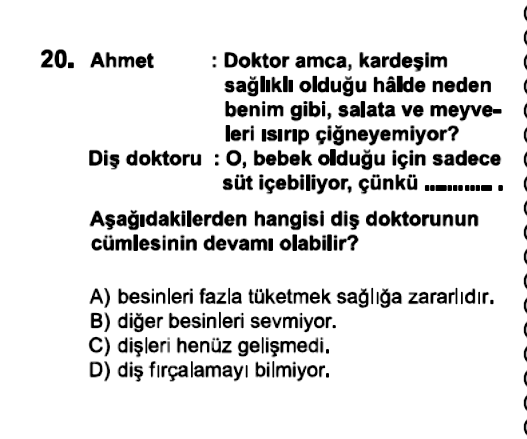 20. Ahmet : Doktor amca, kardeşim
sağlıklı olduğu hâlde neden
benim gibi, salata ve meyve-
leri ısırıp çiğneyemiyor?
Diş doktoru : O, bebek olduğu için sadece
süt içebiliyor, çünkü ............. .
Aşağıdakilerden hangisi diş doktorunun
cümlesinin devamı olabilir?
A) besinleri fazla tüketmek sağlığa zararlıdır.
B) diğer besinleri sevmiyor.
C) dişleri henüz gelişmedi.
D) diş fırçalamayı bilmiyor.